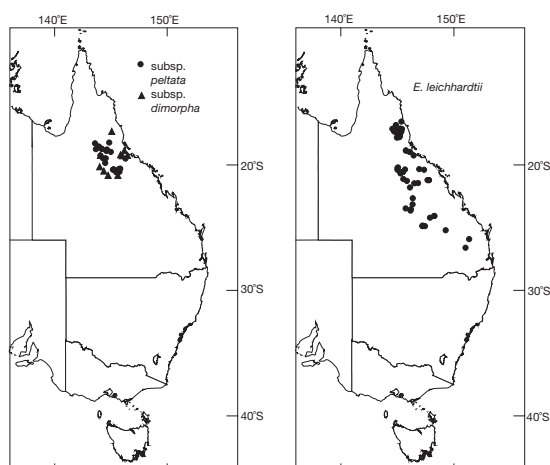 140°E 150°E
subsp.
peltata
subsp.
dimorpha
20°S
30°S
40°S
140°E 150°E
E. leichhardtii
20°S
30°S
40°S